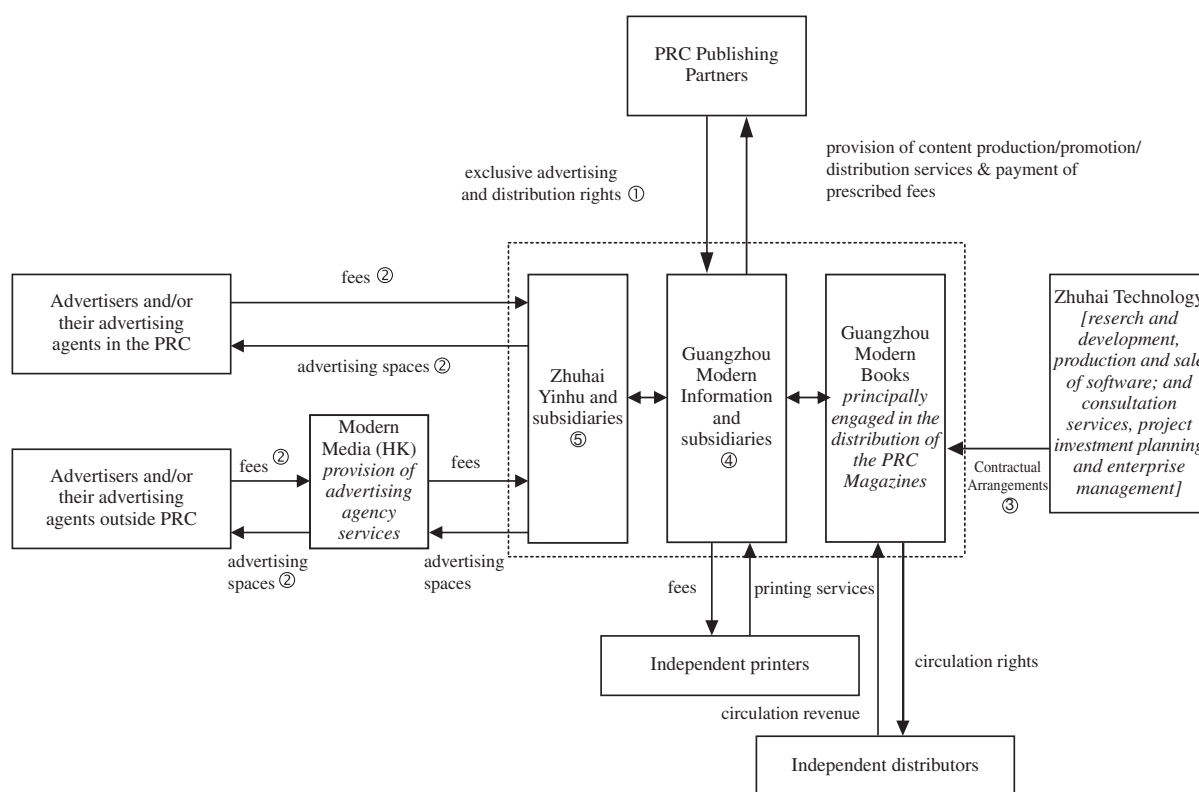 PRC Publishing
Partners
exclusive advertising
and distribution rights ①
provision of content production/promotion/
distribution services & payment of
prescribed fees
Advertisers and/or
their advertising
agents in the PRC
fees ②
advertising spaces ②
Advertisers and/or
their advertising
agents outside PRC
fees ②
advertising
spaces ②
Modern
Media (HK)
provision of
advertising
agency
services
fees
advertising
spaces
Zhuhai
Yinhu and
subsidiaries
⑤
Guangzhou
Modern
Information
and
subsidiaries
④
Guangzhou
Modern
Books
principally
engaged in the
distribution of
the PRC
Magazines
Contractual
Arrangements
③
Zhuhai Technology
[reserch and
development,
production and sale
of software; and
consultation
services, project
investment planning
and enterprise
management]
fees
printing services
Independent printers
circulation revenue
circulation rights
Independent distributors